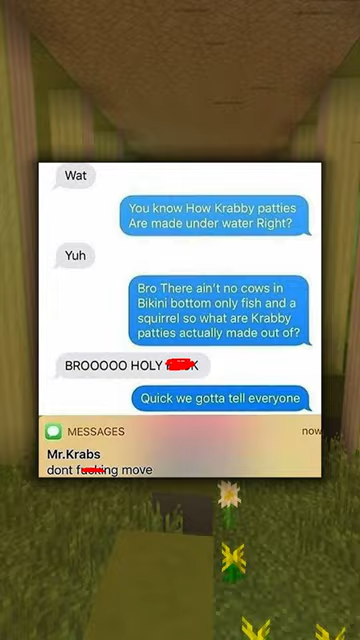 Wat
You know How Krabby patties
Are made under water Right?
Yuh
Bro There ain't no cows in
Bikini bottom only fish and a
squirrel so what are Krabby
patties actually made out of?
BROOOOO HOLY K
Quick we gotta tell everyone
MESSAGES
now
Mr.Krabs
dont fucking move